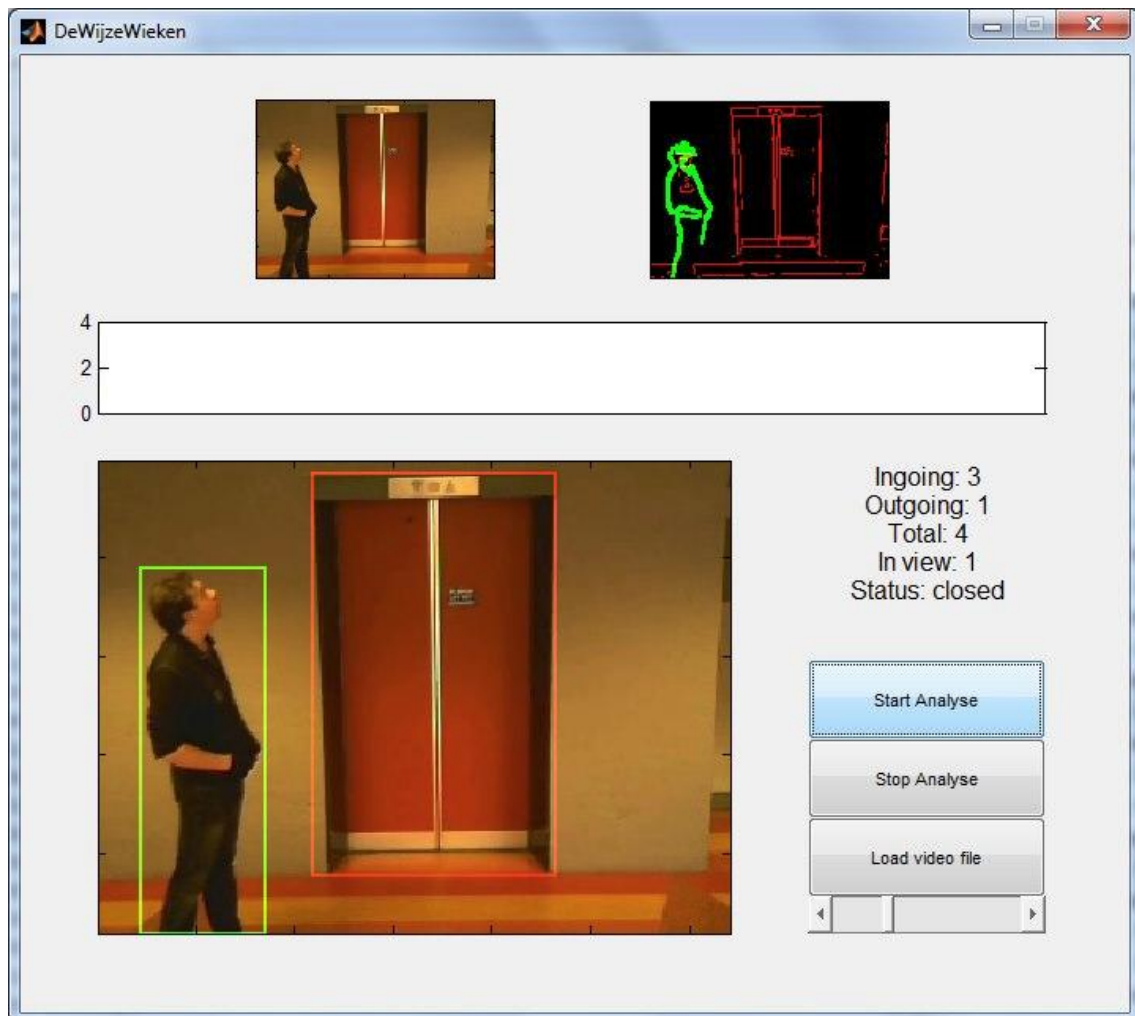 DeWijzeWieken
4
2
0
Ingoing: 3
Outgoing: 1
Total: 4
In view: 1
Status: closed
Start Analyse
Stop Analyse
Load video file